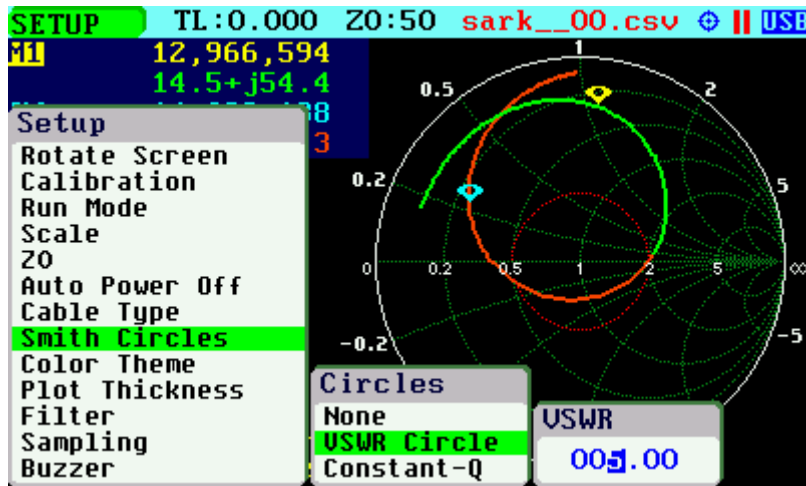 SETUP TL:0.000 Z0:50 sark__00.csv USB
M1 12,966,594
14.5+j54.4
8
3
Setup
Rotate Screen
Calibration
Run Mode
Scale
ZO
Auto Power Off
Cable Type
Smith Circles
Color Theme
Plot Thickness
Filter
Sampling
Buzzer
Circles
None
VSWR Circle
Constant-Q
VSWR
1
0.5 2
0.2 5
0 0.2 0.5 1 2 5 ∞
-0.2 -5